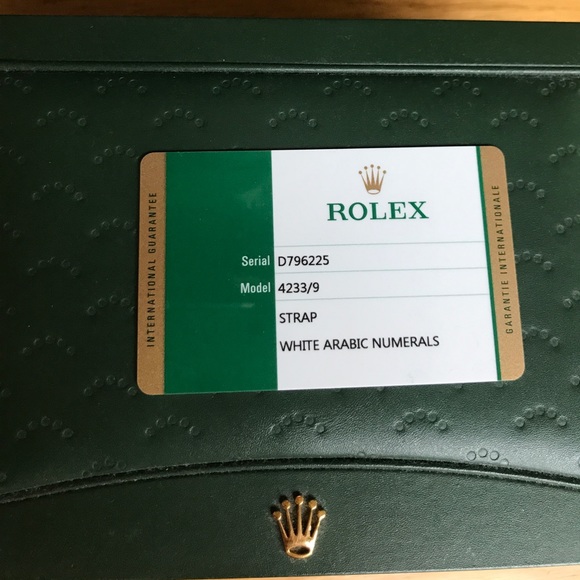 INTERNATIONAL GUARANTEE
ROLEX
Serial D796225
Model 4233/9
STRAP
WHITE ARABIC NUMERALS
GARANTIE INTERNATIONALE